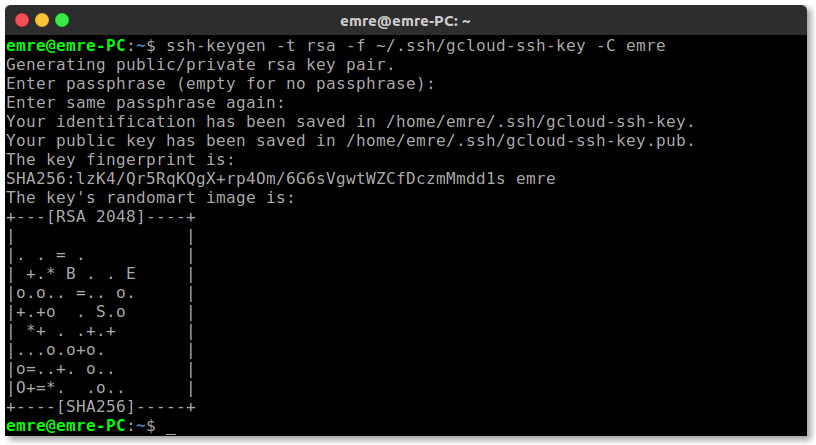 emre@emre-PC: ~
emre@emre-PC:~$ ssh-keygen -t rsa -f ~/.ssh/gcloud-ssh-key -C emre
Generating public/private rsa key pair.
Enter passphrase (empty for no passphrase):
Enter same passphrase again:
Your identification has been saved in /home/emre/.ssh/gcloud-ssh-key.
Your public key has been saved in /home/emre/.ssh/gcloud-ssh-key.pub.
The key fingerprint is:
SHA256:lzK4/Qr5RqKQgX+rp4Om/6G6sVgwtWZCfDczmMmdd1s emre
The key's randomart image is:
+---[RSA 2048]----+
|                 |
|. . = .          |
| +.* B . . E     |
|o.o.. =.. o.     |
|+.+o  . S.o      |
| *+ . .+.+       |
|...o.o+o.        |
|o=..+. o..       |
|O+=*.  .o..      |
+----[SHA256]-----+
emre@emre-PC:~$ _